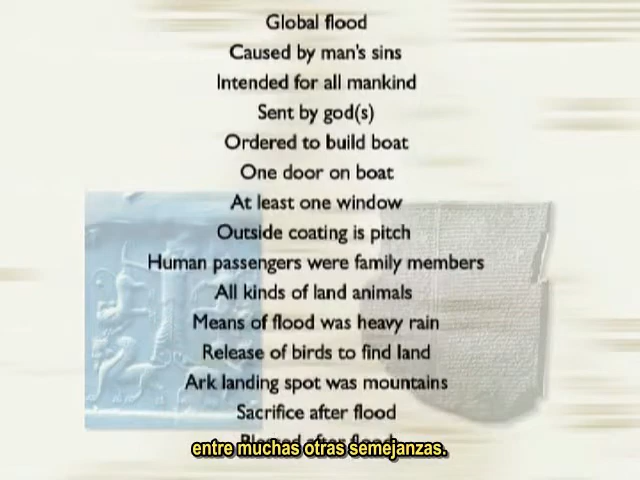 Global flood
Caused by man's sins
Intended for all mankind
Sent by god(s)
Ordered to build boat
One door on boat
At least one window
Outside coating is pitch
Human passengers were family members
All kinds of land animals
Means of flood was heavy rain
Release of birds to find land
Ark landing spot was mountains
Sacrifice after flood
Blessed after flood
entre muchas otras semejanzas.